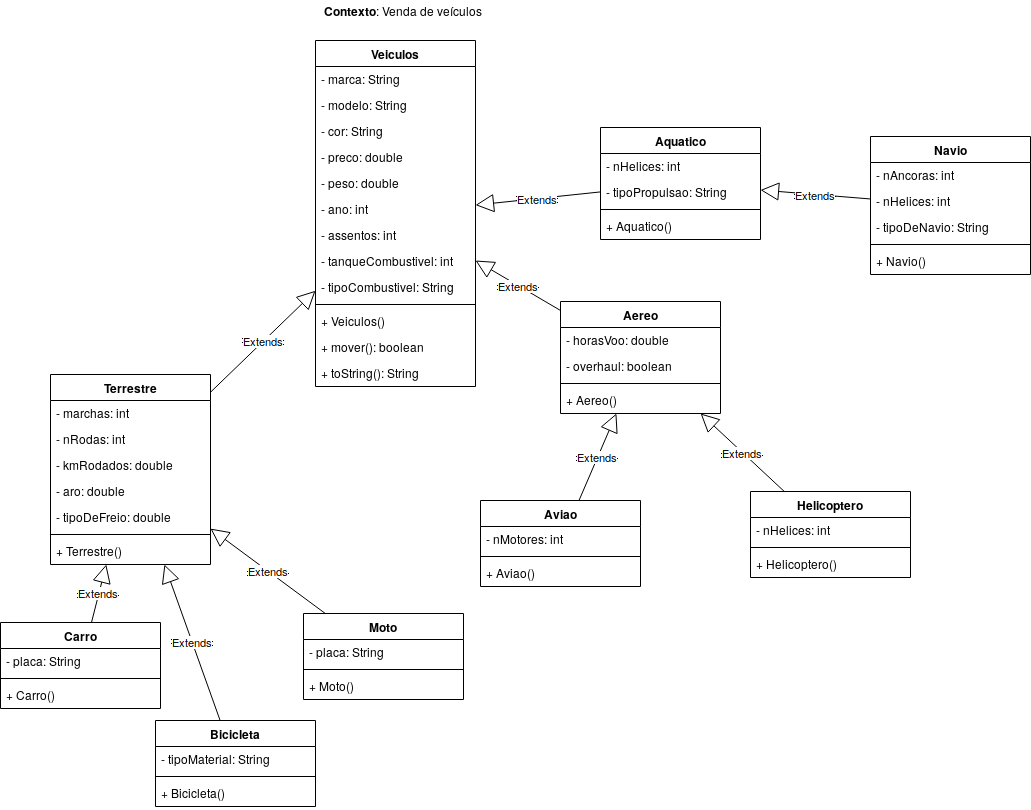 Contexto: Venda de veículos
Veiculos
- marca: String
- modelo: String
- cor: String
- preco: double
- peso: double
- ano: int
- assentos: int
- tanqueCombustivel: int
- tipoCombustivel: String
+ Veiculos()
+ mover(): boolean
+ toString(): String
Extends
Aquatico
- nHelices: int
- tipoPropulsao: String
+ Aquatico()
Extends
Navio
- nAncoras: int
- nHelices: int
- tipoDeNavio: String
+ Navio()
Extends
Aereo
- horasVoo: double
- overhaul: boolean
+ Aereo()
Extends
Terrestre
- marchas: int
- nRodas: int
- kmRodados: double
- aro: double
- tipoDeFreio: double
+ Terrestre()
Extends
Aviao
- nMotores: int
+ Aviao()
Extends
Helicoptero
- nHelices: int
+ Helicoptero()
Extends
Carro
- placa: String
+ Carro()
Extends
Bicicleta
- tipoMaterial: String
+ Bicicleta()
Extends
Moto
- placa: String
+ Moto()